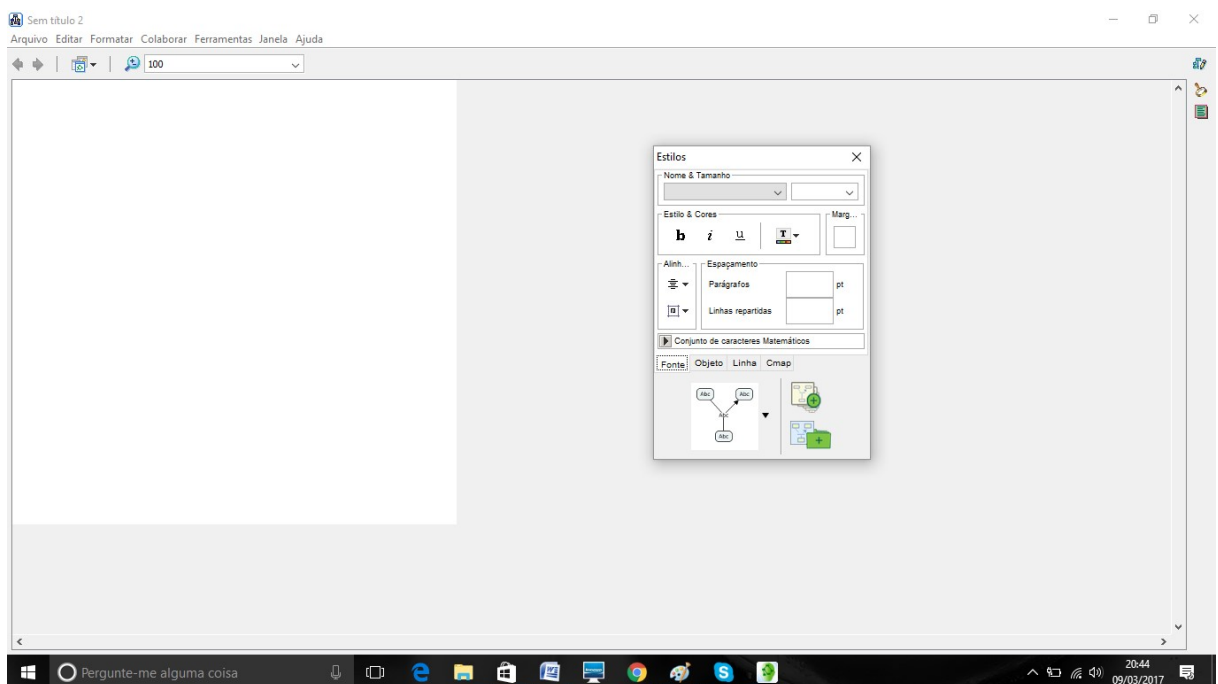 Sem título 2
Arquivo Editar Formatar Colaborar Ferramentas Janela Ajuda
100
Estilos
Nome & Tamanho
Estilo & Cores
Marg...
b i u T
Alinh...
Espaçamento
Parágrafos pt
Linhas repartidas pt
Conjunto de caracteres Matemáticos
Fonte Objeto Linha Cmap
Abc Abc
Abc
Abc
Pergunte-me alguma coisa
20:44
09/03/2017